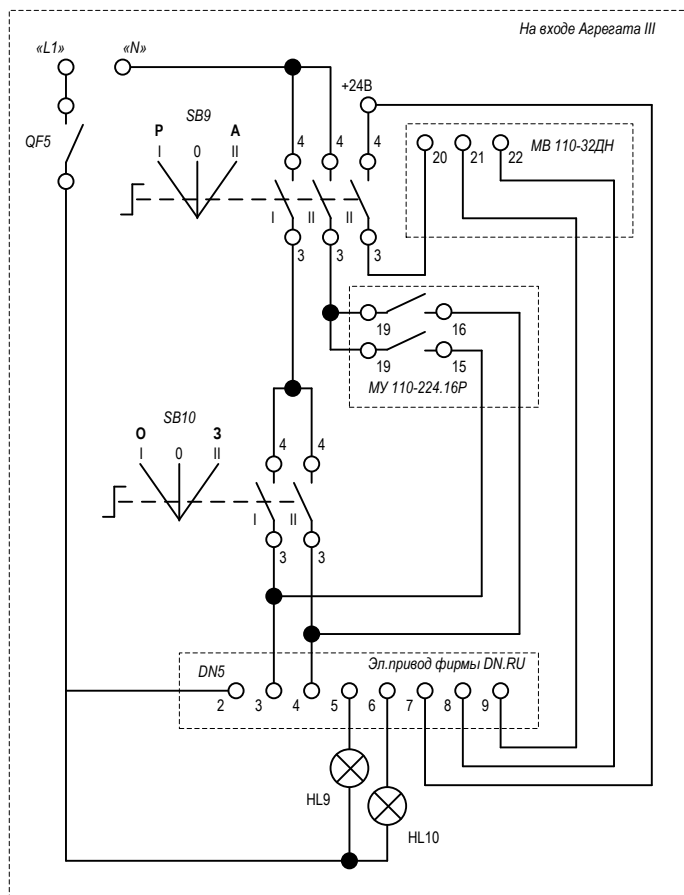 На входе Агрегата III
«L1» «N»
+24В
SB9
P A
I 0 II
QF5
4 4 4
20 21 22 МВ 110-32ДН
I II II
3 3 3
19 16
19 15
МУ 110-224.16Р
SB10
О З
I 0 II
4 4
I II
3 3
DN5 Эл.привод фирмы DN.RU
2 3 4 5 6 7 8 9
HL9
HL10